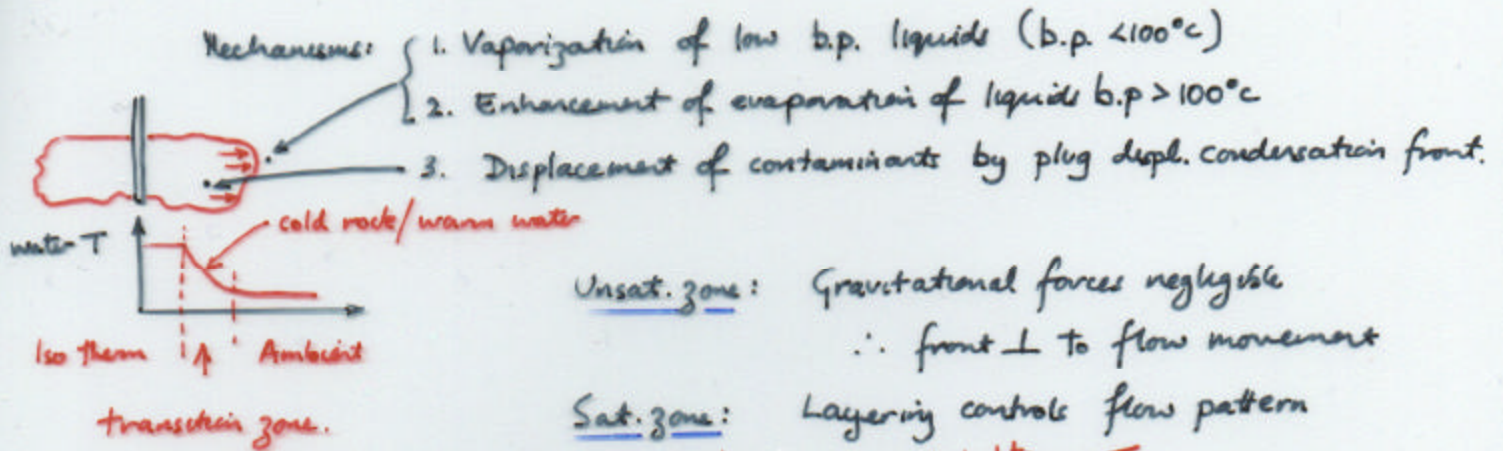 Mechanisms: 1. Vaporization of low b.p. liquids (b.p. <100°C)
2. Enhancement of evaporation of liquids b.p > 100°C
3. Displacement of contaminants by plug displ. condensation front.
cold rock/warm water
water T
Unsat. zone: Gravitational forces negligible
∴ front ⊥ to flow movement
Iso therm Ambient
transition zone.
Sat. zone: Layering controls flow pattern